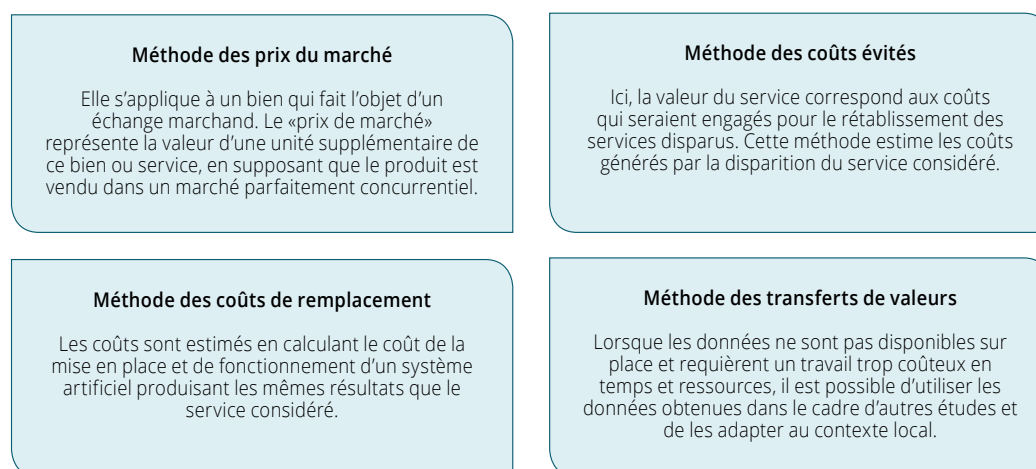 Méthode des prix du marché
Elle s’applique à un bien qui fait l’objet d’un
échange marchand. Le «prix de marché»
représente la valeur d’une unité supplémentaire de
ce bien ou service, en supposant que le produit est
vendu dans un marché parfaitement concurrentiel.
Méthode des coûts évités
Ici, la valeur du service correspond aux coûts
qui seraient engagés pour le rétablissement des
services disparus. Cette méthode estime les coûts
générés par la disparition du service considéré.
Méthode des coûts de remplacement
Les coûts sont estimés en calculant le coût de la
mise en place et de fonctionnement d’un système
artificiel produisant les mêmes résultats que le
service considéré.
Méthode des transferts de valeurs
Lorsque les données ne sont pas disponibles sur
place et requièrent un travail trop coûteux en
temps et ressources, il est possible d’utiliser les
données obtenues dans le cadre d’autres études et
de les adapter au contexte local.